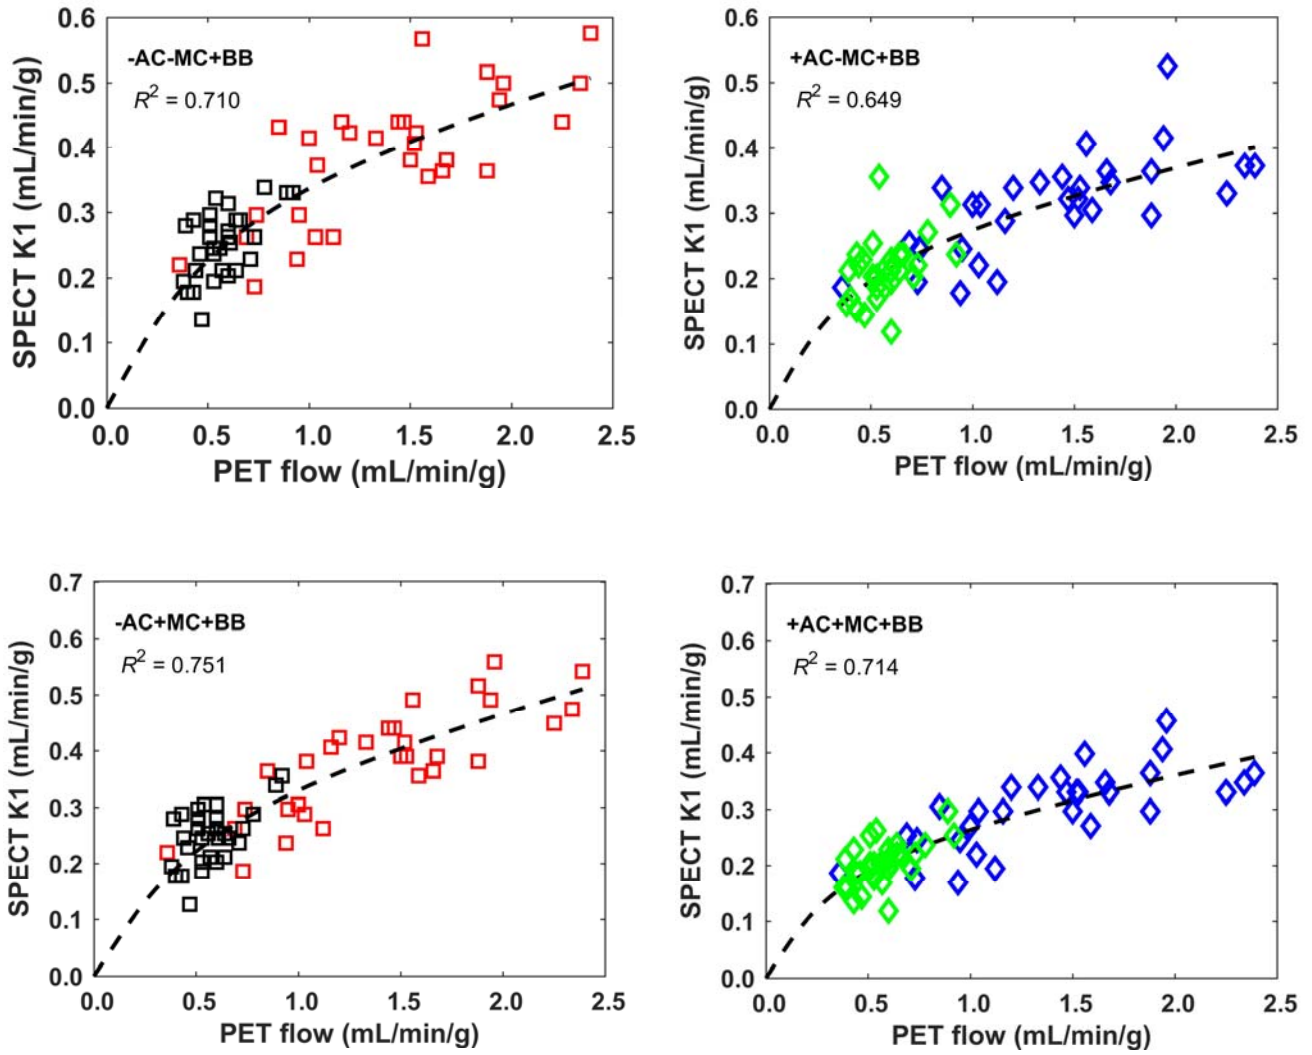 0.6
0.5
0.4
0.3
0.2
0.1
0.0
SPECT K1 (mL/min/g)
-AC-MC+BB
R² = 0.710
0.0 0.5 1.0 1.5 2.0 2.5
PET flow (mL/min/g)
0.6
0.5
0.4
0.3
0.2
0.1
0.0
SPECT K1 (mL/min/g)
+AC-MC+BB
R² = 0.649
0.0 0.5 1.0 1.5 2.0 2.5
PET flow (mL/min/g)
0.7
0.6
0.5
0.4
0.3
0.2
0.1
0.0
SPECT K1 (mL/min/g)
-AC+MC+BB
R² = 0.751
0.0 0.5 1.0 1.5 2.0 2.5
PET flow (mL/min/g)
0.7
0.6
0.5
0.4
0.3
0.2
0.1
0.0
SPECT K1 (mL/min/g)
+AC+MC+BB
R² = 0.714
0.0 0.5 1.0 1.5 2.0 2.5
PET flow (mL/min/g)